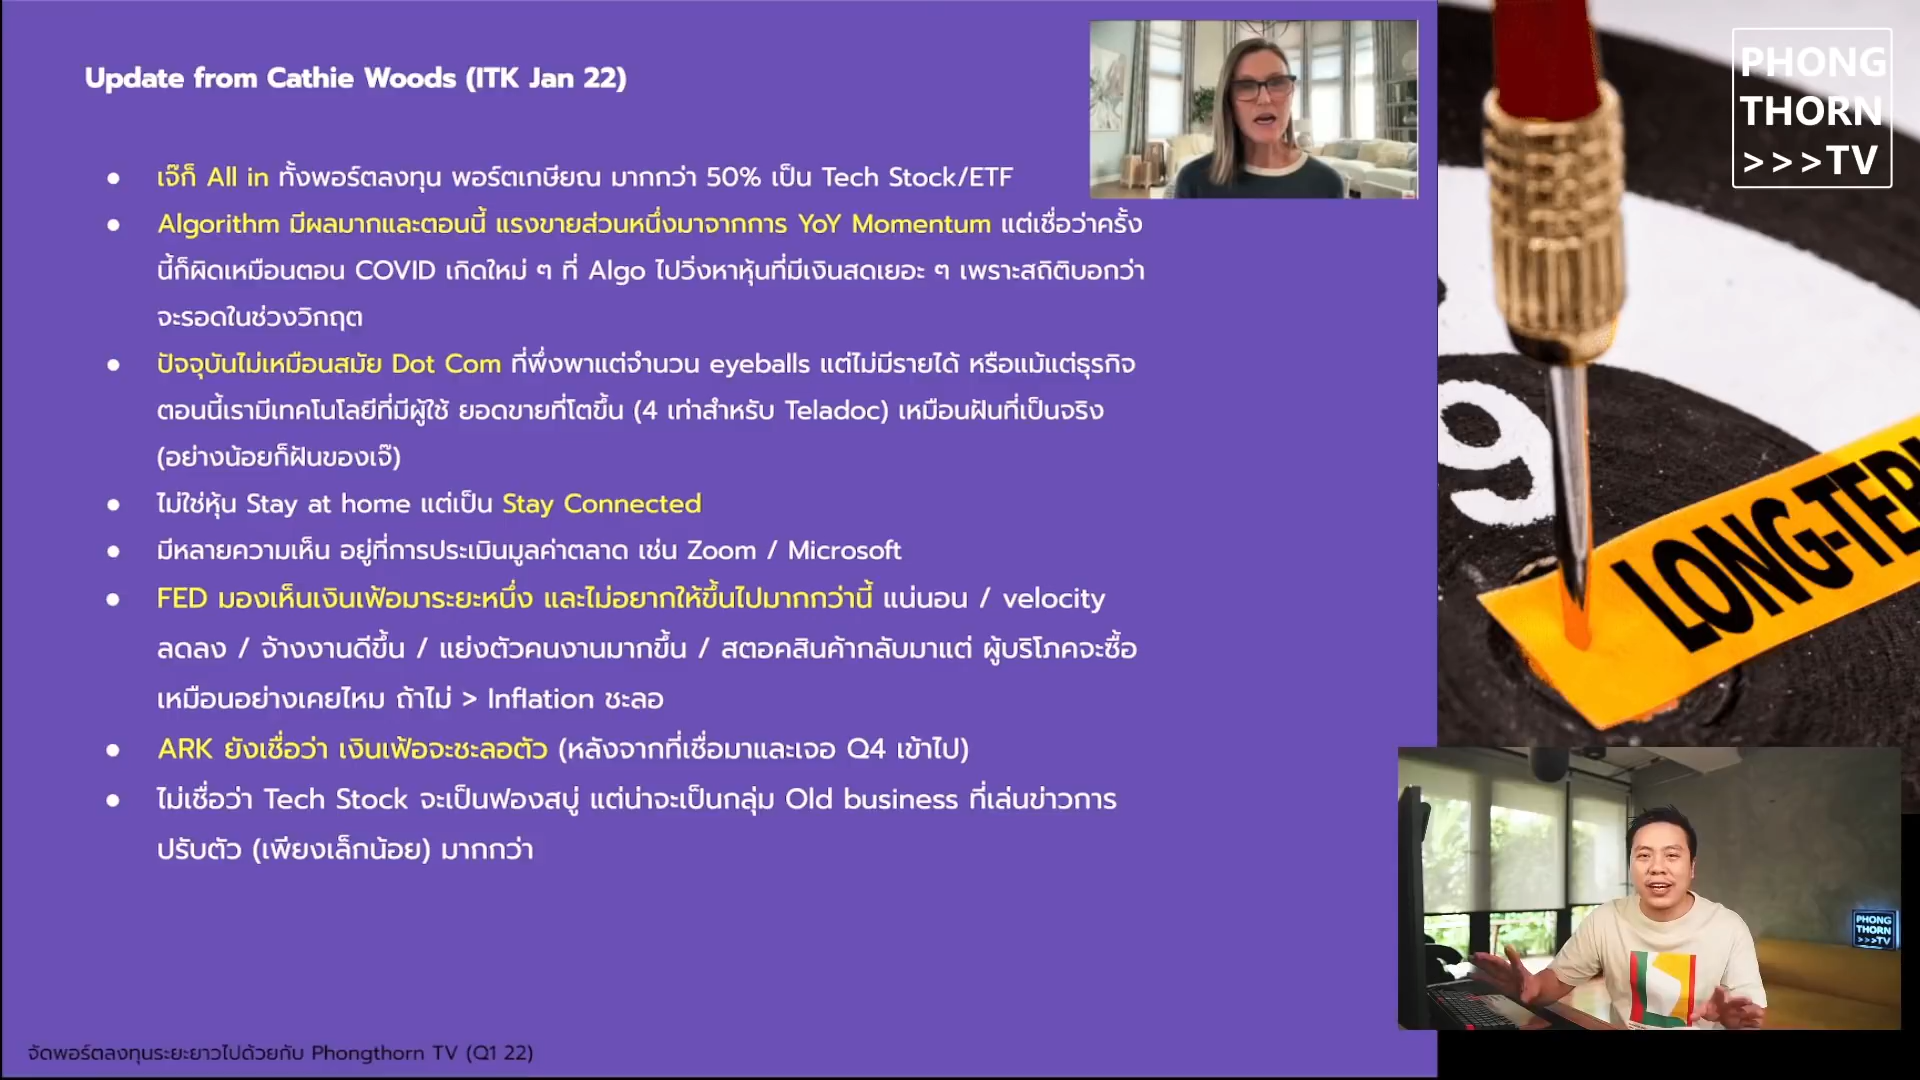 Update from Cathie Woods (ITK Jan 22)
● เจ๊ก็ All in ทั้งพอร์ตลงทุน พอร์ตเกษียณ มากกว่า 50% เป็น Tech Stock/ETF
● Algorithm มีผลมากและตอนนี้ แรงขายส่วนหนึ่งมาจากการ YoY Momentum แต่เชื่อว่าครั้ง
นี้ก็ผิดเหมือนตอน COVID เกิดใหม่ ๆ ที่ Algo ไปวิ่งหาหุ้นที่มีเงินสดเยอะ ๆ เพราะสถิติบอกว่า
จะรอดในช่วงวิกฤต
● ปัจจุบันไม่เหมือนสมัย Dot Com ที่พึ่งพาแต่จำนวน eyeballs แต่ไม่มีรายได้ หรือแม้แต่ธุรกิจ
ตอนนี้เรามีเทคโนโลยีที่มีผู้ใช้ ยอดขายที่โตขึ้น (4 เท่าสำหรับ Teladoc) เหมือนฝันที่เป็นจริง
(อย่างน้อยก็ฝันของเจ๊)
● ไม่ใช่หุ้น Stay at home แต่เป็น Stay Connected
● มีหลายความเห็น อยู่ที่การประเมินมูลค่าตลาด เช่น Zoom / Microsoft
● FED มองเห็นเงินเฟ้อมาระยะหนึ่ง และไม่อยากให้ขึ้นไปมากกว่านี้ แน่นอน / velocity
ลดลง / จ้างงานดีขึ้น / แย่งตัวคนงานมากขึ้น / สตอคสินค้ากลับมาแต่ ผู้บริโภคจะซื้อ
เหมือนอย่างเคยไหม ถ้าไม่ > Inflation ชะลอ
● ARK ยังเชื่อว่า เงินเฟ้อจะชะลอตัว (หลังจากที่เชื่อมาและเจอ Q4 เข้าไป)
● ไม่เชื่อว่า Tech Stock จะเป็นฟองสบู่ แต่น่าจะเป็นกลุ่ม Old business ที่เล่นข่าวการ
ปรับตัว (เพียงเล็กน้อย) มากกว่า
จัดพอร์ตลงทุนระยะยาวไปด้วยกับ Phongthorn TV (Q1 22)
PHONG
THORN
>>>TV
9
LONG-TER
PHONG
THORN
>>>TV